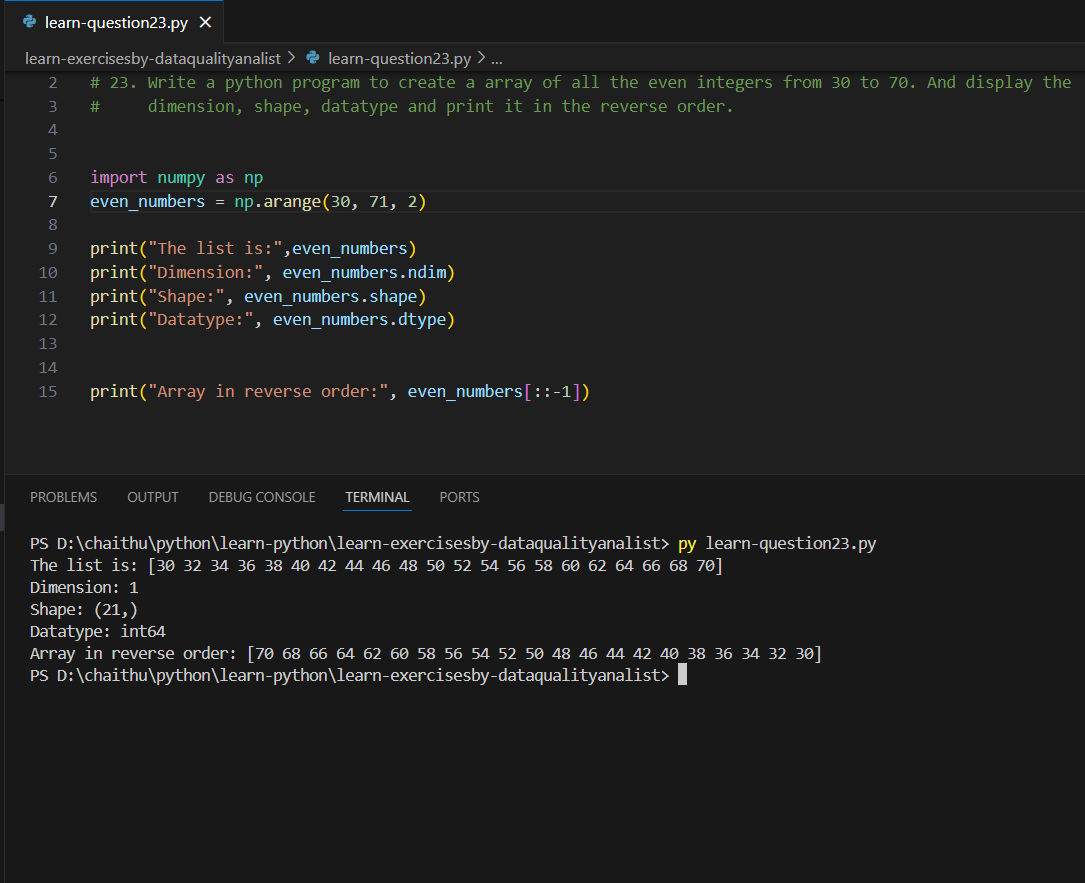 learn-question23.py
learn-exercisesby-dataqualityanalist > learn-question23.py > ...
2 # 23. Write a python program to create a array of all the even integers from 30 to 70. And display the
3 #     dimension, shape, datatype and print it in the reverse order.
4
5
6 import numpy as np
7 even_numbers = np.arange(30, 71, 2)
8
9 print("The list is:",even_numbers)
10 print("Dimension:", even_numbers.ndim)
11 print("Shape:", even_numbers.shape)
12 print("Datatype:", even_numbers.dtype)
13
14
15 print("Array in reverse order:", even_numbers[::-1])
PROBLEMS OUTPUT DEBUG CONSOLE TERMINAL PORTS
PS D:\chaithu\python\learn-python\learn-exercisesby-dataqualityanalist> py learn-question23.py
The list is: [30 32 34 36 38 40 42 44 46 48 50 52 54 56 58 60 62 64 66 68 70]
Dimension: 1
Shape: (21,)
Datatype: int64
Array in reverse order: [70 68 66 64 62 60 58 56 54 52 50 48 46 44 42 40 38 36 34 32 30]
PS D:\chaithu\python\learn-python\learn-exercisesby-dataqualityanalist>